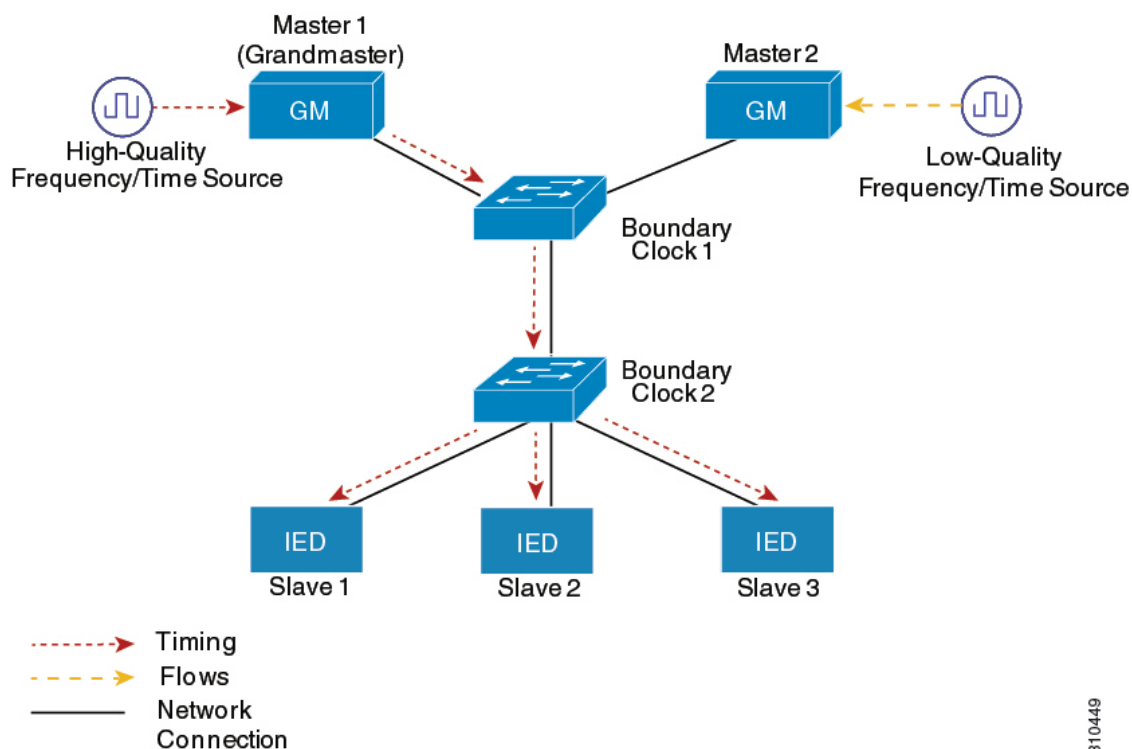 Master 1
(Grandmaster)
Master 2
GM
GM
High-Quality
Frequency/Time Source
Low-Quality
Frequency/Time Source
Boundary
Clock 1
Boundary
Clock 2
IED
IED
IED
Slave 1
Slave 2
Slave 3
Timing
Flows
Network
Connection
310449